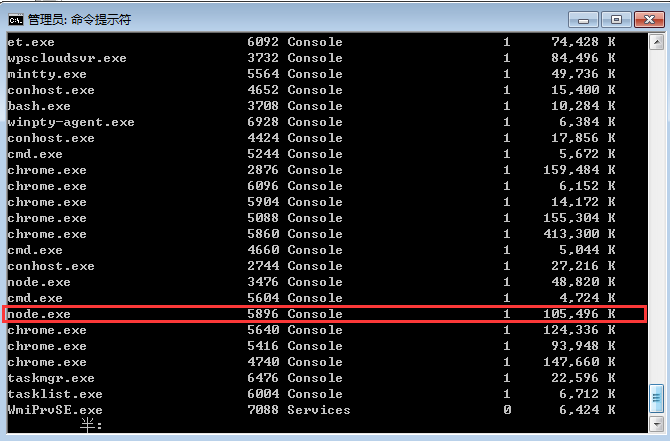 管理员: 命令提示符
et.exe 6092 Console 1 74,428 K
wpscloudsvr.exe 3732 Console 1 84,496 K
mintty.exe 5564 Console 1 49,736 K
conhost.exe 4652 Console 1 15,400 K
bash.exe 3708 Console 1 10,284 K
winpty-agent.exe 6928 Console 1 6,384 K
conhost.exe 4424 Console 1 17,856 K
cmd.exe 5244 Console 1 5,672 K
chrome.exe 2876 Console 1 159,484 K
chrome.exe 6096 Console 1 6,152 K
chrome.exe 5904 Console 1 14,172 K
chrome.exe 5088 Console 1 155,304 K
chrome.exe 5860 Console 1 413,300 K
cmd.exe 4660 Console 1 5,044 K
conhost.exe 2744 Console 1 27,216 K
node.exe 3476 Console 1 48,820 K
cmd.exe 5604 Console 1 4,724 K
node.exe 5896 Console 1 105,496 K
chrome.exe 5640 Console 1 124,336 K
chrome.exe 5416 Console 1 93,948 K
chrome.exe 4740 Console 1 147,660 K
taskmgr.exe 6476 Console 1 22,596 K
tasklist.exe 6004 Console 1 6,712 K
WmiPrvSE.exe 7088 Services 0 6,424 K
半: